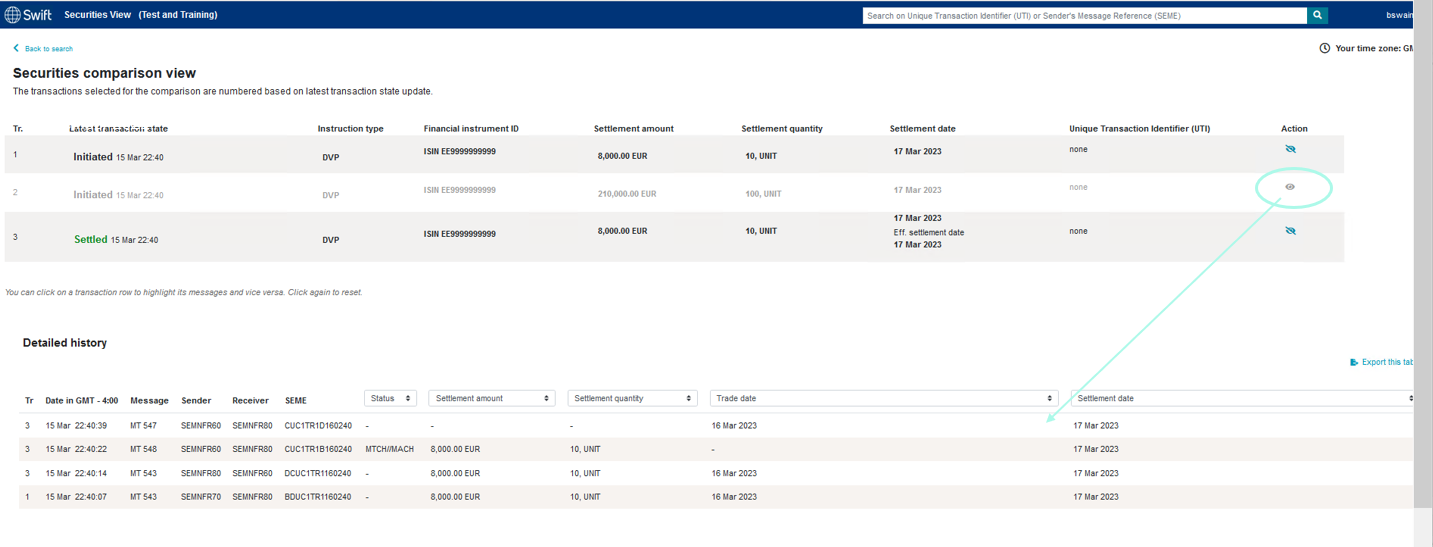 Swift Securities View (Test and Training) Search on Unique Transaction Identifier (UTI) or Sender's Message Reference (SEME) bswain
Back to search Your time zone: GM
Securities comparison view
The transactions selected for the comparison are numbered based on latest transaction state update.
Tr. Latest transaction state Instruction type Financial instrument ID Settlement amount Settlement quantity Settlement date Unique Transaction Identifier (UTI) Action
1 Initiated 15 Mar 22:40 DVP ISIN EE9999999999 8,000.00 EUR 10, UNIT 17 Mar 2023 none
2 Initiated 15 Mar 22:40 DVP ISIN EE9999999999 210,000.00 EUR 100, UNIT 17 Mar 2023 none
3 Settled 15 Mar 22:40 DVP ISIN EE9999999999 8,000.00 EUR 10, UNIT 17 Mar 2023 none
Eff. settlement date
17 Mar 2023
You can click on a transaction row to highlight its messages and vice versa. Click again to reset.
Detailed history
Export this tab
Tr Date in GMT - 4:00 Message Sender Receiver SEME Status Settlement amount Settlement quantity Trade date Settlement date
3 15 Mar 22:40:39 MT 547 SEMNFR60 SEMNFR80 CUC1TR1D160240 - - - 16 Mar 2023 17 Mar 2023
3 15 Mar 22:40:22 MT 548 SEMNFR60 SEMNFR80 CUC1TR1B160240 MTCH//MACH 8,000.00 EUR 10, UNIT - 17 Mar 2023
3 15 Mar 22:40:14 MT 543 SEMNFR80 SEMNFR60 DCUC1TR1160240 - 8,000.00 EUR 10, UNIT 16 Mar 2023 17 Mar 2023
1 15 Mar 22:40:07 MT 543 SEMNFR70 SEMNFR80 BDUC1TR1160240 - 8,000.00 EUR 10, UNIT 16 Mar 2023 17 Mar 2023